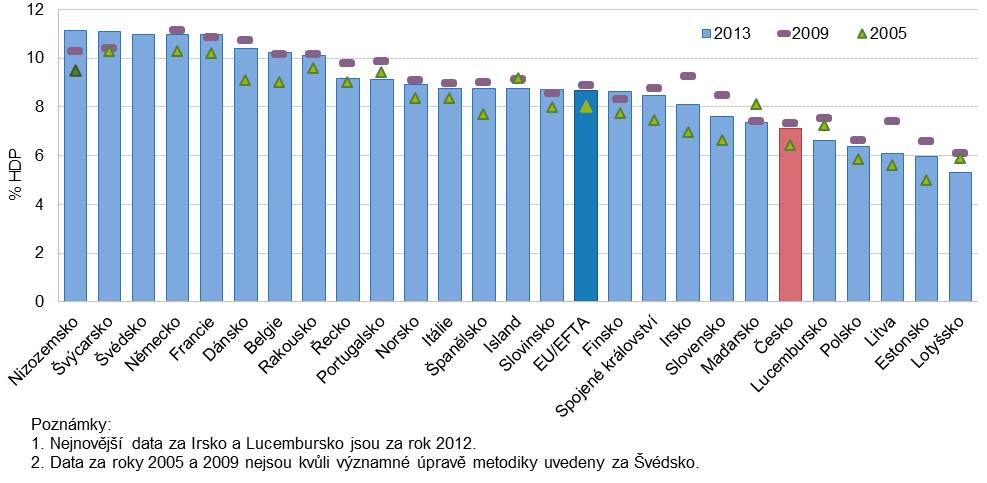 12
10
8
6
4
2
0
% HDP
2013
2009
2005
Nizozemsko
Švýcarsko
Švédsko
Německo
Francie
Dánsko
Belgie
Rakousko
Řecko
Portugalsko
Norsko
Itálie
Španělsko
Island
Slovinsko
EU/EFTA
Finsko
Spojené království
Irsko
Slovensko
Maďarsko
Česko
Lucembursko
Polsko
Litva
Estonsko
Lotyšsko
Poznámky:
1. Nejnovější data za Irsko a Lucembursko jsou za rok 2012.
2. Data za roky 2005 a 2009 nejsou kvůli významné úpravě metodiky uvedeny za Švédsko.